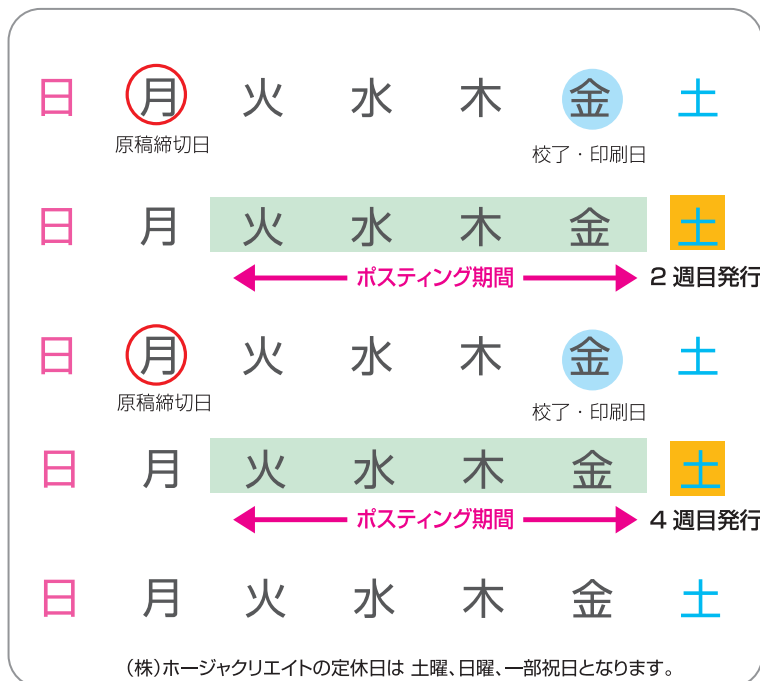 日 月 火 水 木 金 土
原稿締切日 校了・印刷日
日 月 火 水 木 金 土
ポスティング期間 2週目発行
日 月 火 水 木 金 土
原稿締切日 校了・印刷日
日 月 火 水 木 金 土
ポスティング期間 4週目発行
日 月 火 水 木 金 土
(株)ホージャクリエイトの定休日は 土曜、日曜、一部祝日となります。